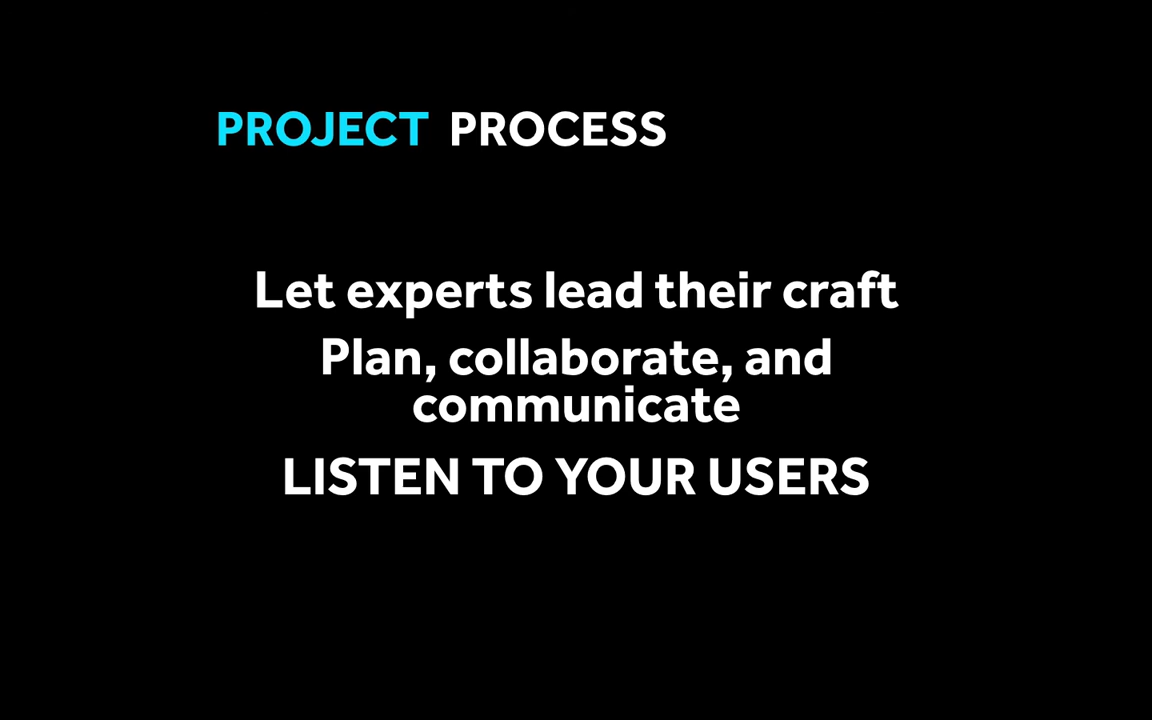 PROJECT PROCESS
Let experts lead their craft
Plan, collaborate, and
communicate
LISTEN TO YOUR USERS